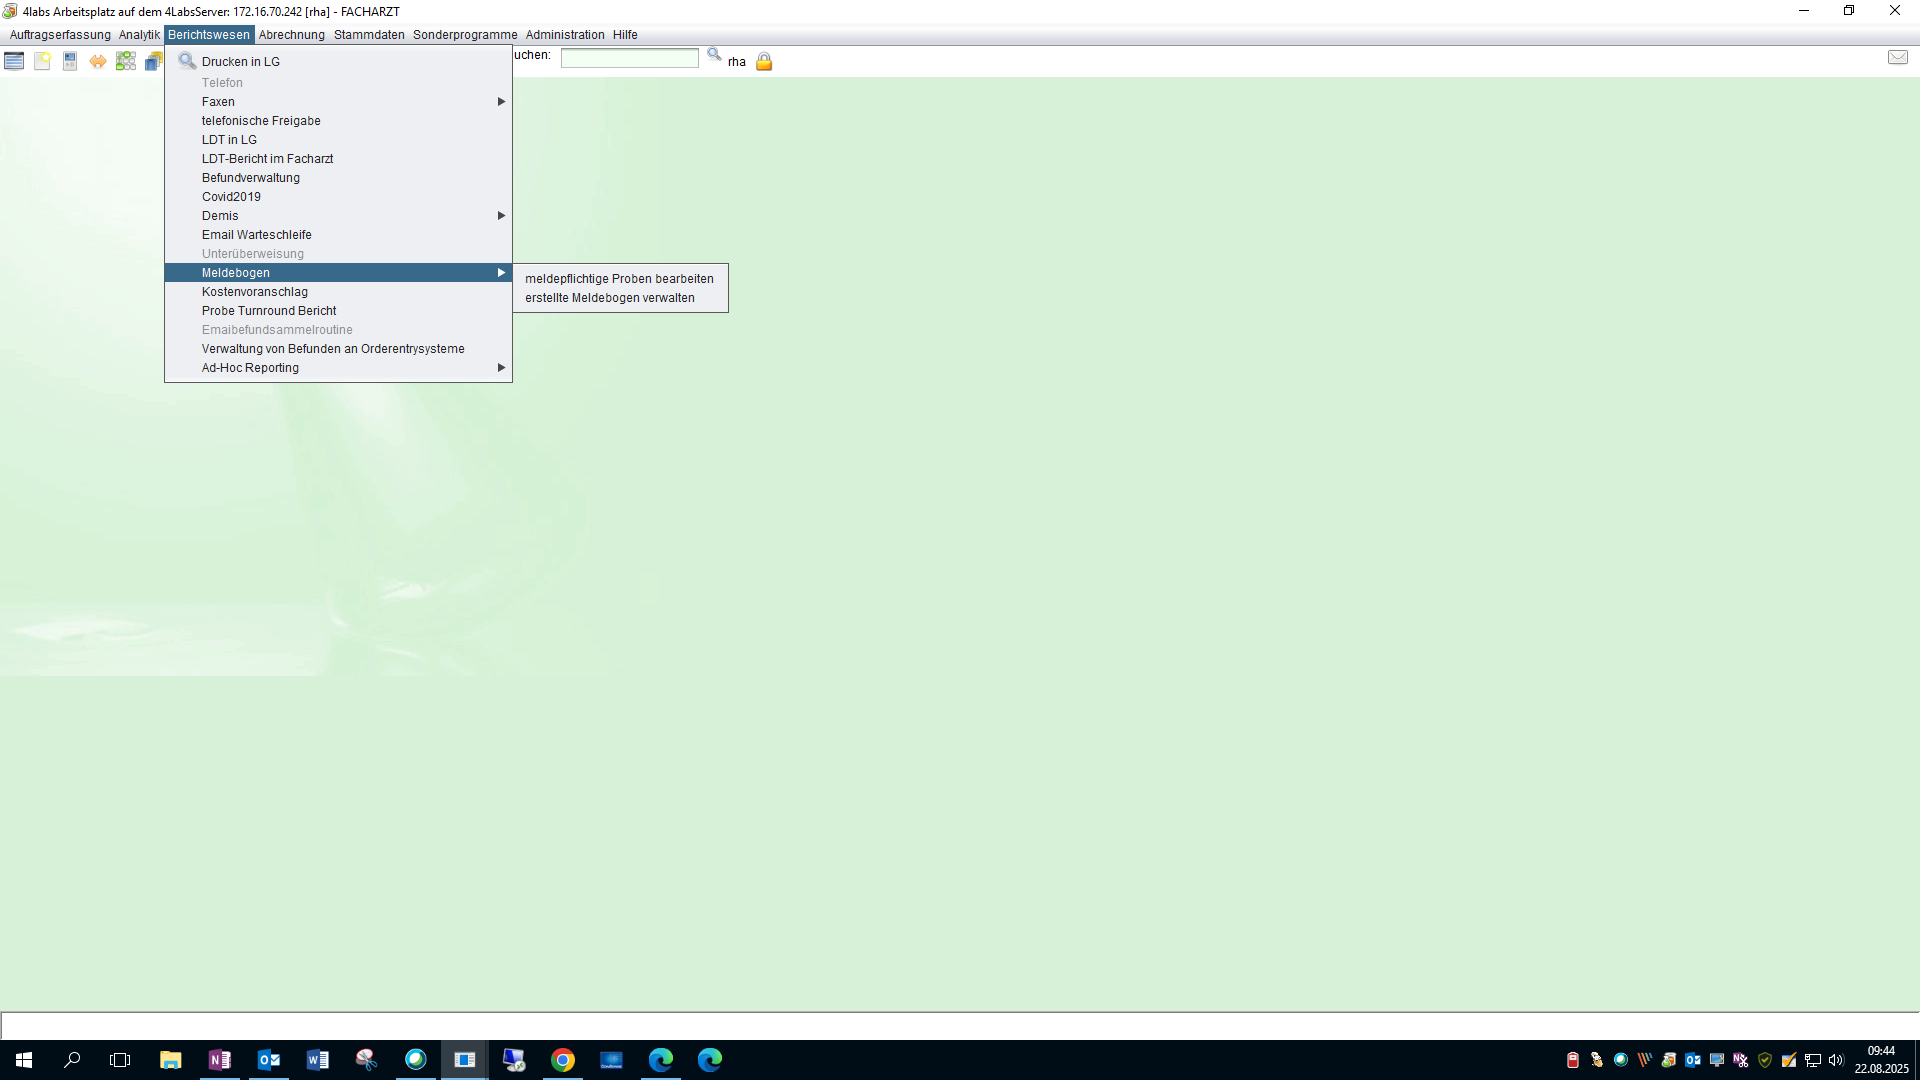 4labs Arbeitsplatz auf dem 4LabsServer: 172.16.70.242 [rha] - FACHARZT
Auftragserfassung Analytik Berichtswesen Abrechnung Stammdaten Sonderprogramme Administration Hilfe
uchen: rha
Drucken in LG
Telefon
Faxen
telefonische Freigabe
LDT in LG
LDT-Bericht im Facharzt
Befundverwaltung
Covid2019
Demis
Email Warteschleife
Unterüberweisung
Meldebogen
meldepflichtige Proben bearbeiten
erstellte Meldebogen verwalten
Kostenvoranschlag
Probe Turnround Bericht
Emaibefundsammelroutine
Verwaltung von Befunden an Orderentrysysteme
Ad-Hoc Reporting
09:44
22.08.2025